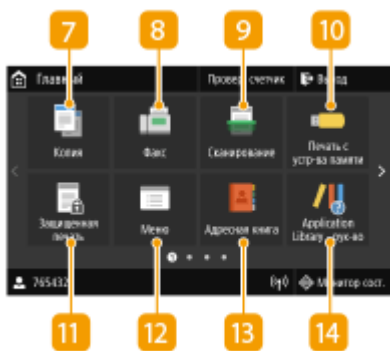 7 8 9 10
Главный Провер. счетчик Выход
Копия Факс Сканирование Печать с
устр-ва памяти
Защищенная
печать Меню Адресная книга Application
Library
765432 Монитор сост.
11 12 13 14